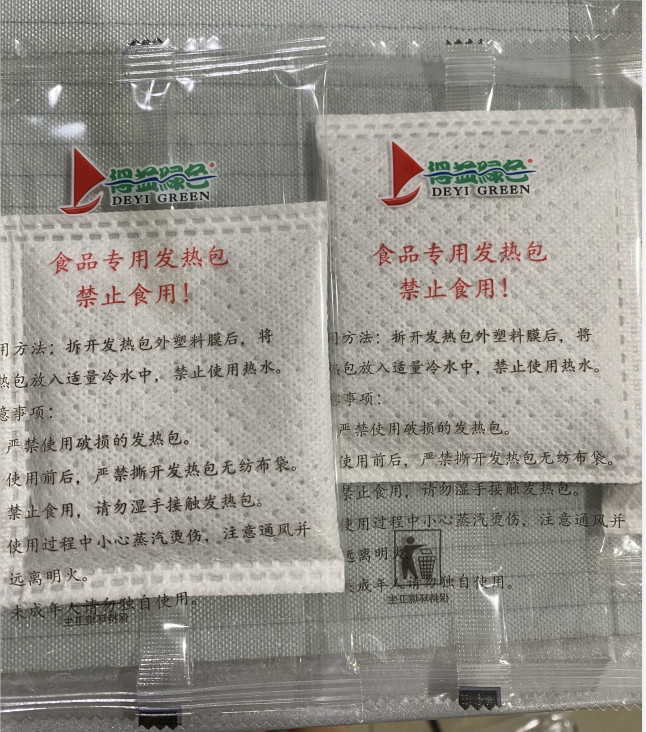 得益绿色
DEYI GREEN
食品专用发热包
禁止食用！
用方法：拆开发热包外塑料膜后，将
热包放入适量冷水中，禁止使用热水。
意事项：
严禁使用破损的发热包。
使用前后，严禁撕开发热包无纺布袋。
禁止食用，请勿湿手接触发热包。
使用过程中小心蒸汽烫伤，注意通风并
远离明火。
未成年人请勿独自使用。
得益绿色
DEYI GREEN
食品专用发热包
禁止食用！
用方法：拆开发热包外塑料膜后，将
热包放入适量冷水中，禁止使用热水。
意事项：
严禁使用破损的发热包。
使用前后，严禁撕开发热包无纺布袋。
禁止食用，请勿湿手接触发热包。
使用过程中小心蒸汽烫伤，注意通风并
远离明火。
未成年人请勿独自使用。